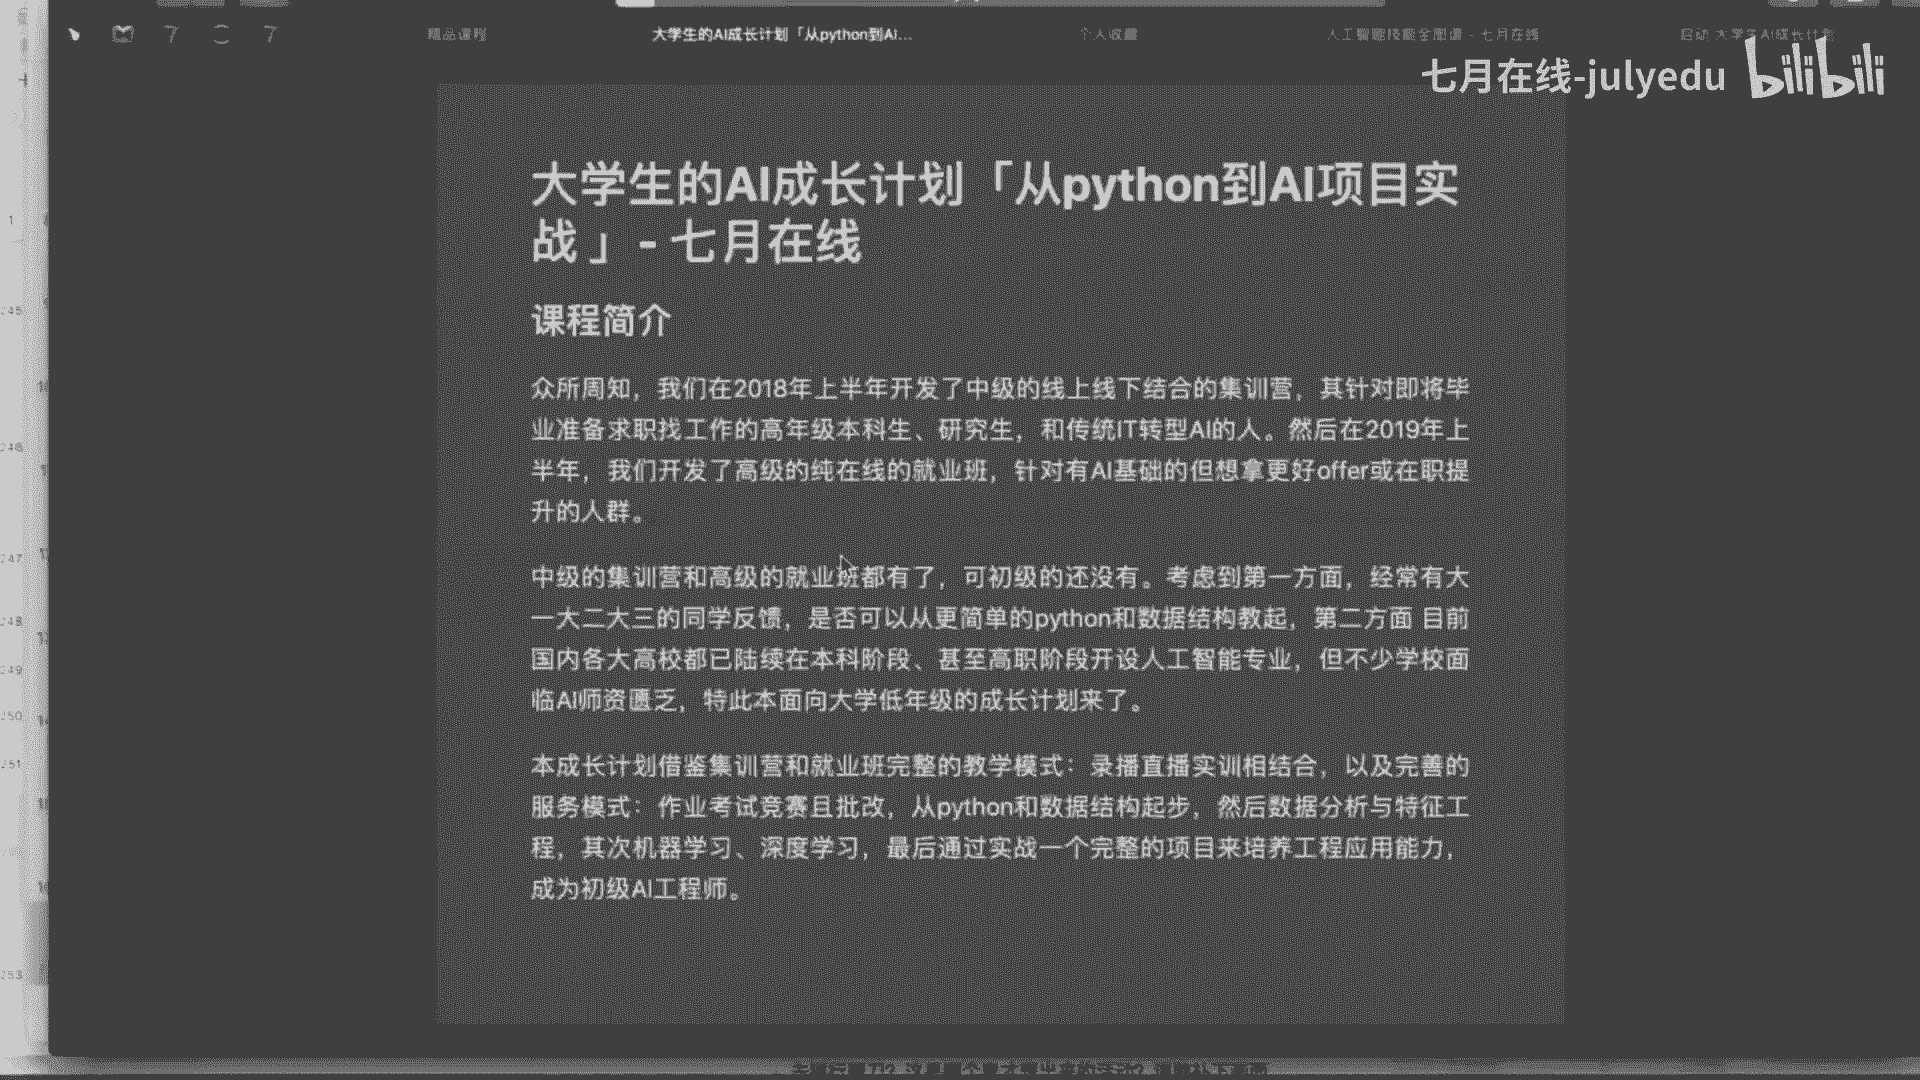 精品课程
大学生的AI成长计划「从python到AI...
个人收藏
人工智能技能全图谱 - 七月在线
启动 大学生AI成长计划
七月在线-julyedu bilibili
大学生的AI成长计划「从python到AI项目实
战 」- 七月在线
课程简介
众所周知，我们在2018年上半年开发了中级的线上线下结合的集训营，其针对即将毕
业准备求职找工作的高年级本科生、研究生，和传统IT转型AI的人。然后在2019年上
半年，我们开发了高级的纯在线的就业班，针对有AI基础的但想拿更好offer或在职提
升的人群。
中级的集训营和高级的就业班都有了，可初级的还没有。考虑到第一方面，经常有大
一大二大三的同学反馈，是否可以从更简单的python和数据结构教起，第二方面 目前
国内各大高校都已陆续在本科阶段、甚至高职阶段开设人工智能专业，但不少学校面
临AI师资匮乏，特此本面向大学低年级的成长计划来了。
本成长计划借鉴集训营和就业班完整的教学模式：录播直播实训相结合，以及完善的
服务模式：作业考试竞赛且批改，从python和数据结构起步，然后数据分析与特征工
程，其次机器学习、深度学习，最后通过实战一个完整的项目来培养工程应用能力，
成为初级AI工程师。